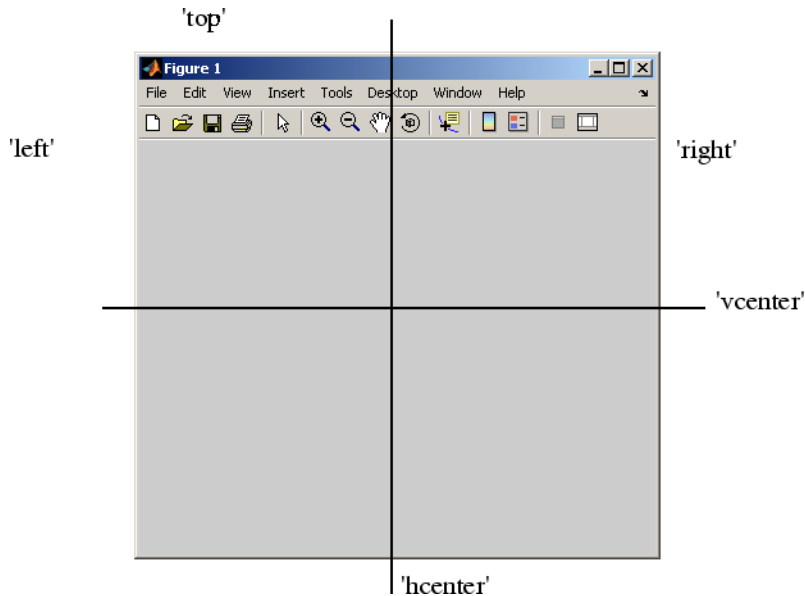 'top'
Figure 1
File Edit View Insert Tools Desktop Window Help
'left'
'right'
'vcenter'
'hcenter'